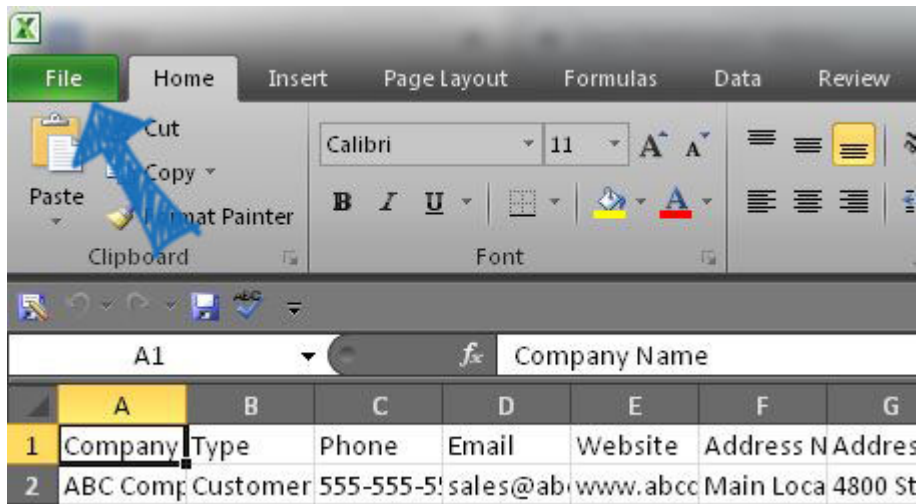 File Home Insert Page Layout Formulas Data Review
Cut
Calibri 11 A A
Copy
Paste
B I U A
Format Painter
Clipboard Font
ABC
A1 fx Company Name
A B C D E F G
1 Company Type Phone Email Website Address N Addres
2 ABC Comp Customer 555-555-5 sales@ab www.abcc Main Loca 4800 St